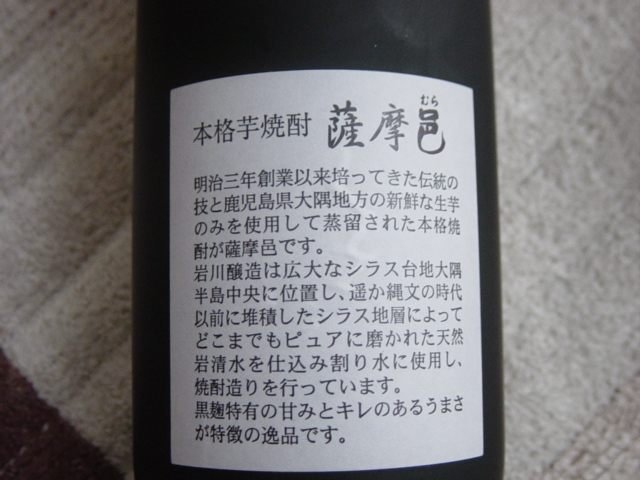 本格芋焼酎 薩摩邑
むら
明治三年創業以来培ってきた伝統の
技と鹿児島県大隅地方の新鮮な生芋
のみを使用して蒸留された本格焼
酎が薩摩邑です。
岩川醸造は広大なシラス台地大隅
半島中央に位置し、遥か縄文の時代
以前に堆積したシラス地層によって
どこまでもピュアに磨かれた天然
岩清水を仕込み割り水に使用し、
焼酎造りを行っています。
黒麹特有の甘みとキレのあるうまさ
が特徴の逸品です。